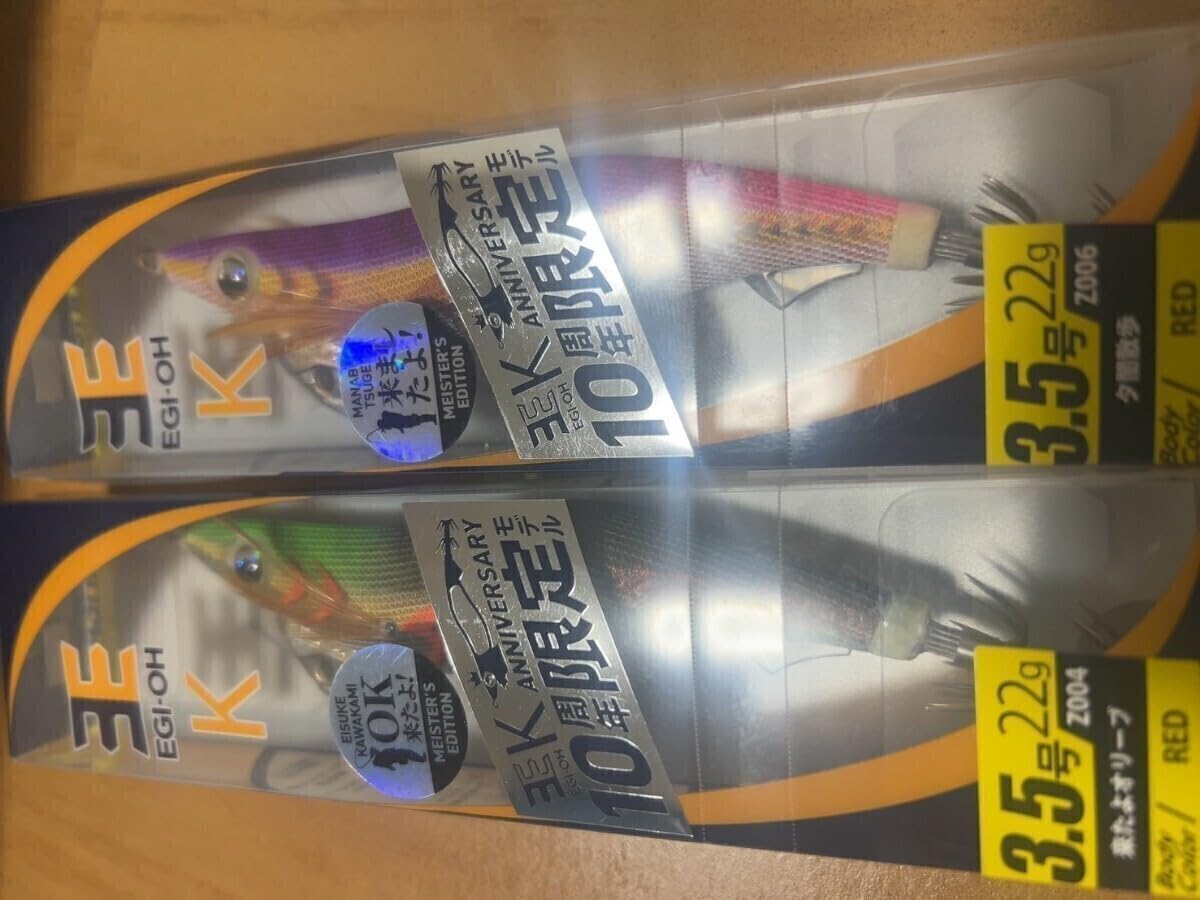 EGI-OH
K
MANABU
TSUGE
来ました
たよ!
MEISTER'S
EDITION
ANNIVERSARY
K
EGI-OH
10周年
限定
モデル
3.5号 22g
Z006
夕闇散歩
Body
Color/
RED
EGI-OH
K
EISUKE
KAWAKAMI
OK
来たよ!
MEISTER'S
EDITION
ANNIVERSARY
K
EGI-OH
10周年
限定
モデル
3.5号 22g
Z004
来たよオリーブ
Body
Color/
RED